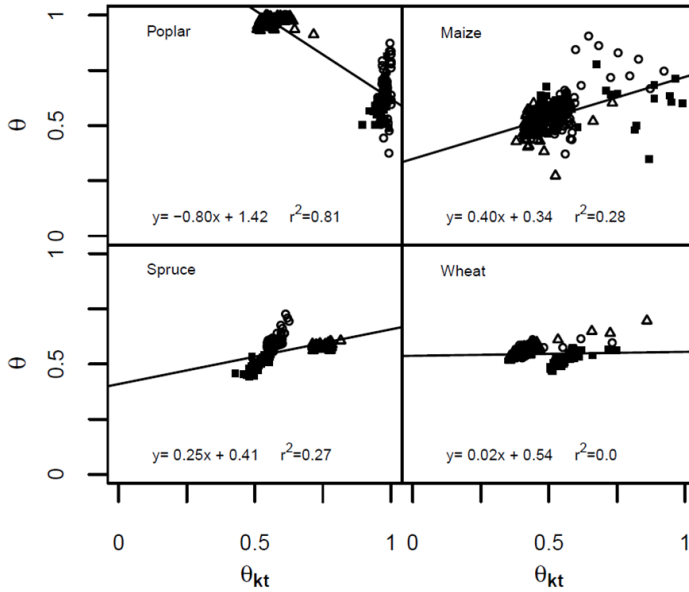 Poplar
θ
1
0.5
0
y= −0.80x + 1.42 r²=0.81
Maize
y= 0.40x + 0.34 r²=0.28
Spruce
θ
1
0.5
0
y= 0.25x + 0.41 r²=0.27
Wheat
y= 0.02x + 0.54 r²=0.0
0 0.5 1
θkt
0 0.5 1
θkt